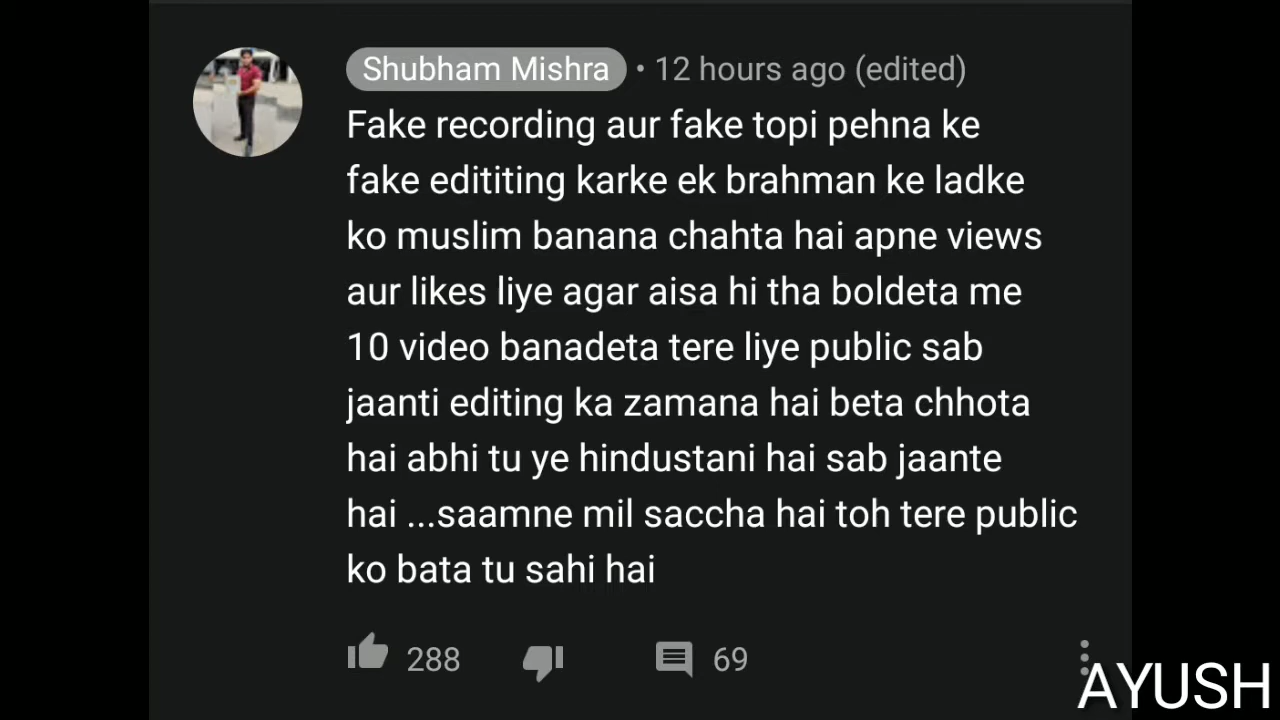 Shubham Mishra • 12 hours ago (edited)
Fake recording aur fake topi pehna ke
fake edititing karke ek brahman ke ladke
ko muslim banana chahta hai apne views
aur likes liye agar aisa hi tha boldeta me
10 video banadeta tere liye public sab
jaanti editing ka zamana hai beta chhota
hai abhi tu ye hindustani hai sab jaante
hai ...saamne mil saccha hai toh tere public
ko bata tu sahi hai
288 69
AYUSH